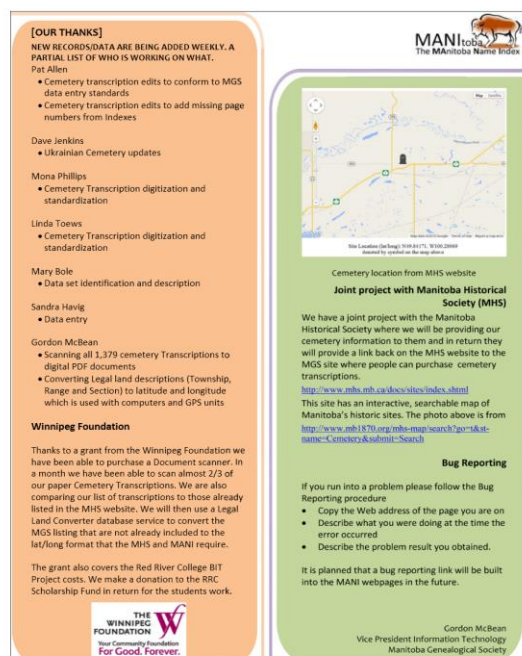 [OUR THANKS]
NEW RECORDS/DATA ARE BEING ADDED WEEKLY. A
PARTIAL LIST OF WHO IS WORKING ON WHAT.
Pat Allen
• Cemetery transcription edits to conform to MGS
data entry standards
• Cemetery transcription edits to add missing page
numbers from Indexes
Dave Jenkins
• Ukrainian Cemetery updates
Mona Phillips
• Cemetery Transcription digitization and
standardization
Linda Toews
• Cemetery Transcription digitization and
standardization
Mary Bole
• Data set identification and description
Sandra Havig
• Data entry
Gordon McBean
• Scanning all 1,379 cemetery Transcriptions to
digital PDF documents
• Converting Legal land descriptions (Township,
Range and Section) to latitude and longitude
which is used with computers and GPS units
Winnipeg Foundation
Thanks to a grant from the Winnipeg Foundation we
have been able to purchase a Document scanner. In
a month we have been able to scan almost 2/3 of
our paper Cemetery Transcriptions. We are also
comparing our list of transcriptions to those already
listed in the MHS website. We will then use a Legal
Land Converter database service to convert the
MGS listing that are not already included to the
lat/long format that the MHS and MANI require.
The grant also covers the Red River College BIT
Project costs. We make a donation to the RRC
Scholarship Fund in return for the students work.
THE
WINNIPEG
FOUNDATION
Your Community Foundation
For Good. Forever.
MANItoba
The MAnitoba Name Index
Map
denoted by symbol on the map above
Cemetery location from MHS website
Joint project with Manitoba Historical
Society (MHS)
We have a joint project with the Manitoba
Historical Society where we will be providing our
cemetery information to them and in return they
will provide a link back on the MHS website to the
MGS site where people can purchase cemetery
transcriptions.
http://www.mhs.mb.ca/docs/sites/index.shtml
This site has an interactive, searchable map of
Manitoba's historic sites. The photo above is from
http://www.mb1870.org/mhs-map/search?go=t&st-
name=Cemetery&submit=Search
Bug Reporting
If you run into a problem please follow the Bug
Reporting procedure
• Copy the Web address of the page you are on
• Describe what you were doing at the time the
error occurred
• Describe the problem result you obtained.
It is planned that a bug reporting link will be built
into the MANI webpages in the future.
Gordon McBean
Vice President Information Technology
Manitoba Genealogical Society